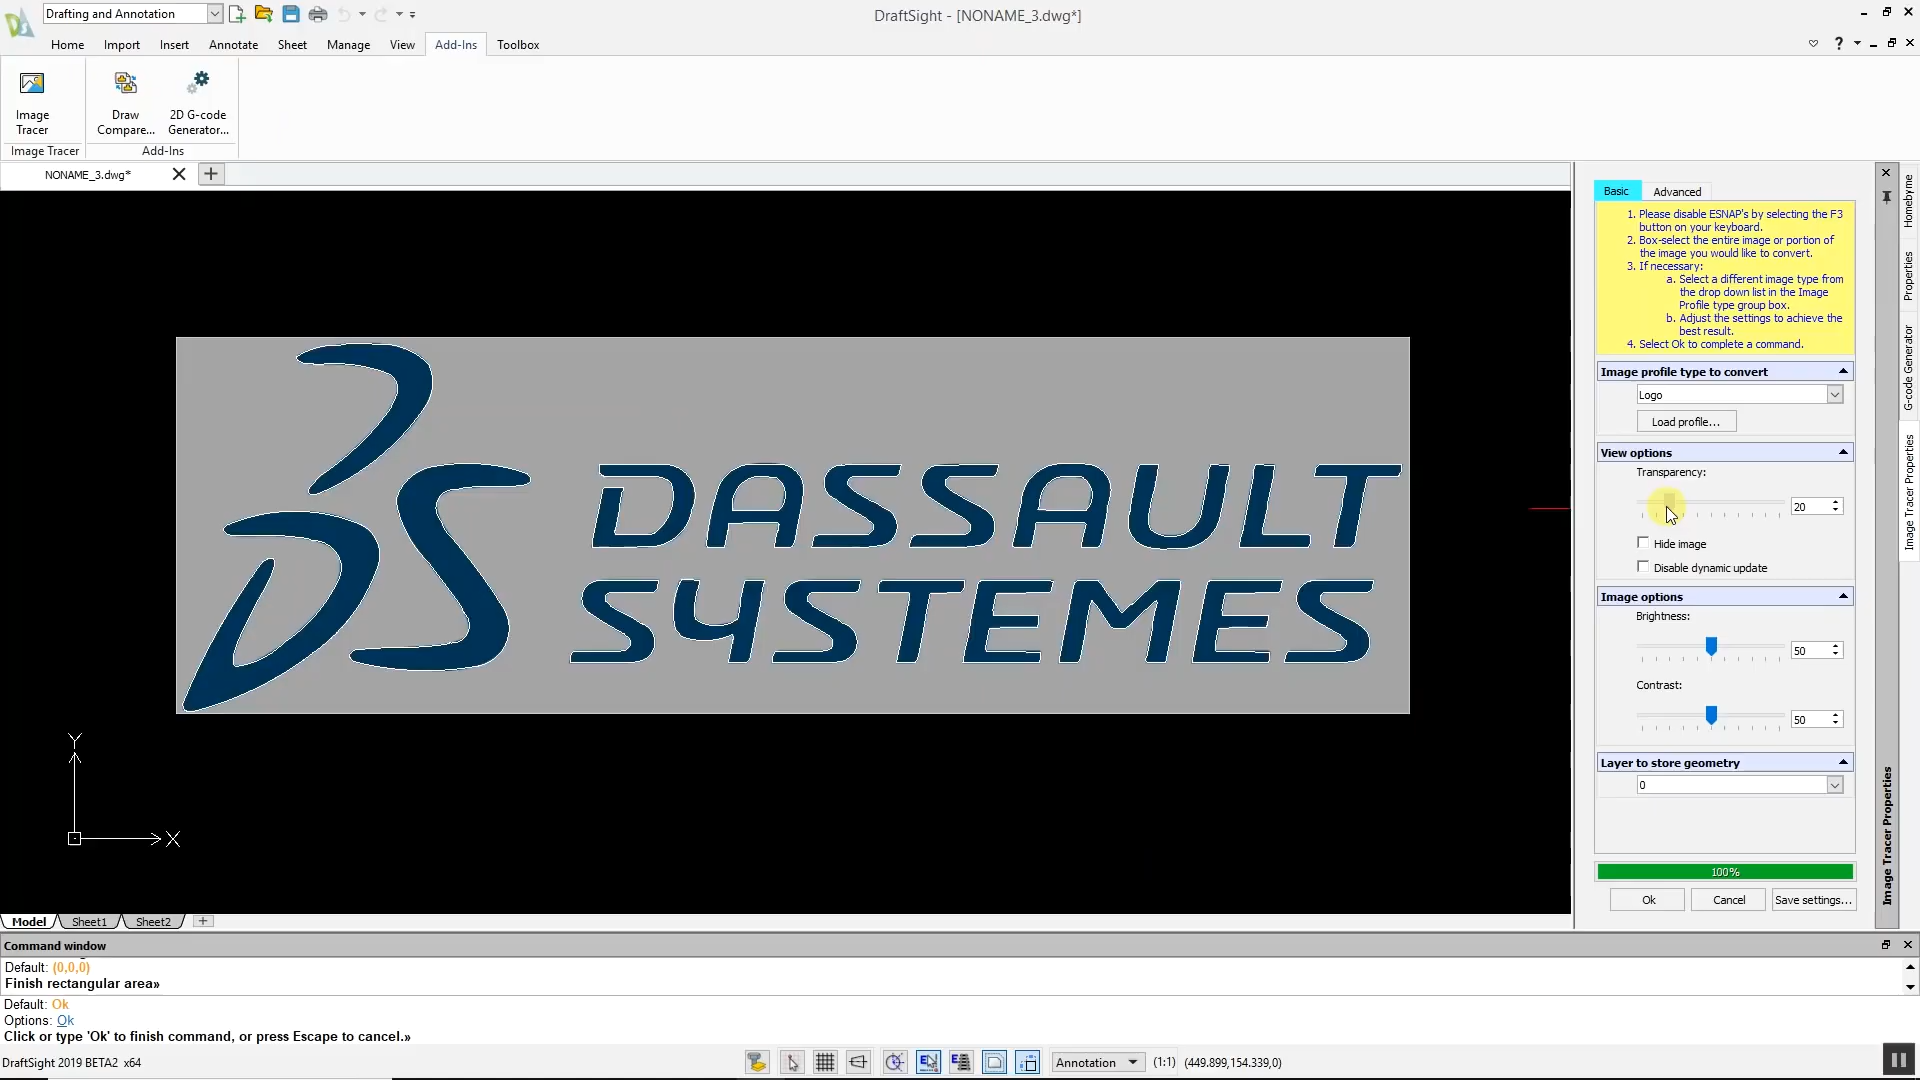 Drafting and Annotation
DraftSight - [NONAME_3.dwg*]
Home Import Insert Annotate Sheet Manage View Add-Ins Toolbox
?
Image
Tracer
Draw
Compare...
2D G-code
Generator...
Image Tracer
Add-Ins
NONAME_3.dwg*
DS
DASSAULT
SYSTEMES
Y
X
Basic Advanced
1. Please disable ESNAP's by selecting the F3
button on your keyboard.
2. Box-select the entire image or portion of
the image you would like to convert.
3. If necessary:
a. Select a different image type from
the drop down list in the Image
Profile type group box.
b. Adjust the settings to achieve the
best result.
4. Select Ok to complete a command.
Image profile type to convert
Logo
Load profile...
View options
Transparency:
20
Hide image
Disable dynamic update
Image options
Brightness:
50
Contrast:
50
Layer to store geometry
0
100%
Ok Cancel Save settings...
Image Tracer Properties
Homebyme
Properties
G-code Generator
Image Tracer Properties
Model Sheet1 Sheet2
Command window
Default: (0,0,0)
Finish rectangular area»
Default: Ok
Options: Ok
Click or type 'Ok' to finish command, or press Escape to cancel.»
DraftSight 2019 BETA2 x64
Annotation (1:1) (449.899,154.339,0)